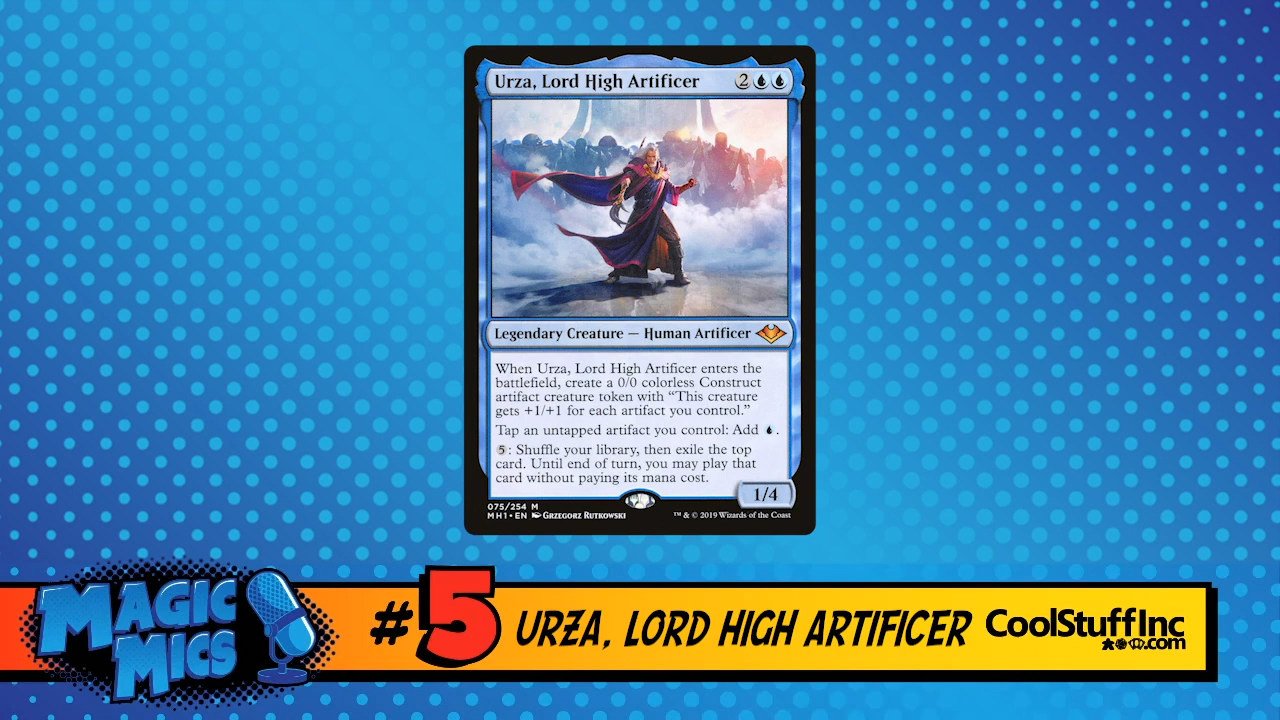 Urza, Lord High Artificer 2
Legendary Creature — Human Artificer
When Urza, Lord High Artificer enters the
battlefield, create a 0/0 colorless Construct
artifact creature token with “This creature
gets +1/+1 for each artifact you control.”
Tap an untapped artifact you control: Add .
5: Shuffle your library, then exile the top
card. Until end of turn, you may play that
card without paying its mana cost.
1/4
075/254 M
MH1 • EN Grzegorz Rutkowski
™ & © 2019 Wizards of the Coast
MAGIC
MICS
#5 URZA, LORD HIGH ARTIFICER
CoolStuffInc
.com